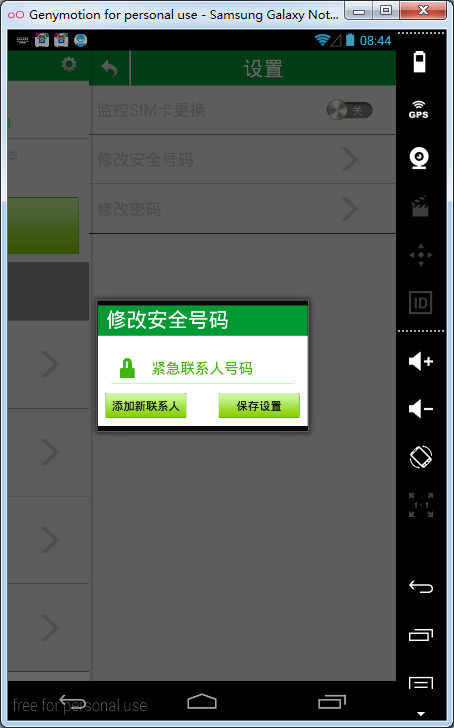 Genymotion for personal use - Samsung Galaxy Not...
08:44
设置
监控SIM卡更换
关
修改安全号码
修改密码
修改安全号码
紧急联系人号码
添加新联系人
保存设置
GPS
ID
1:1
free for personal use